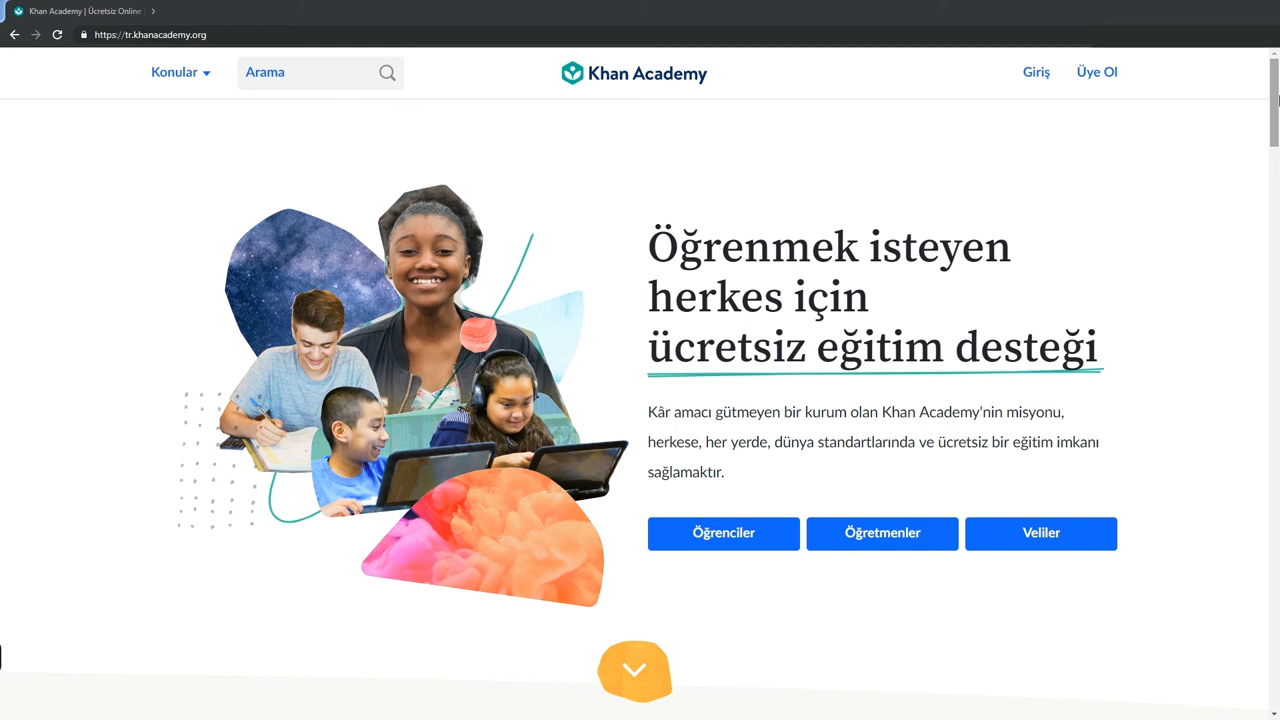 Khan Academy | Ücretsiz Online
https://tr.khanacademy.org
Konular
Arama
Khan Academy
Giriş
Üye Ol
Öğrenmek isteyen
herkes için
ücretsiz eğitim desteği
Kâr amacı gütmeyen bir kurum olan Khan Academy'nin misyonu,
herkese, her yerde, dünya standartlarında ve ücretsiz bir eğitim imkanı
sağlamaktır.
Öğrenciler
Öğretmenler
Veliler